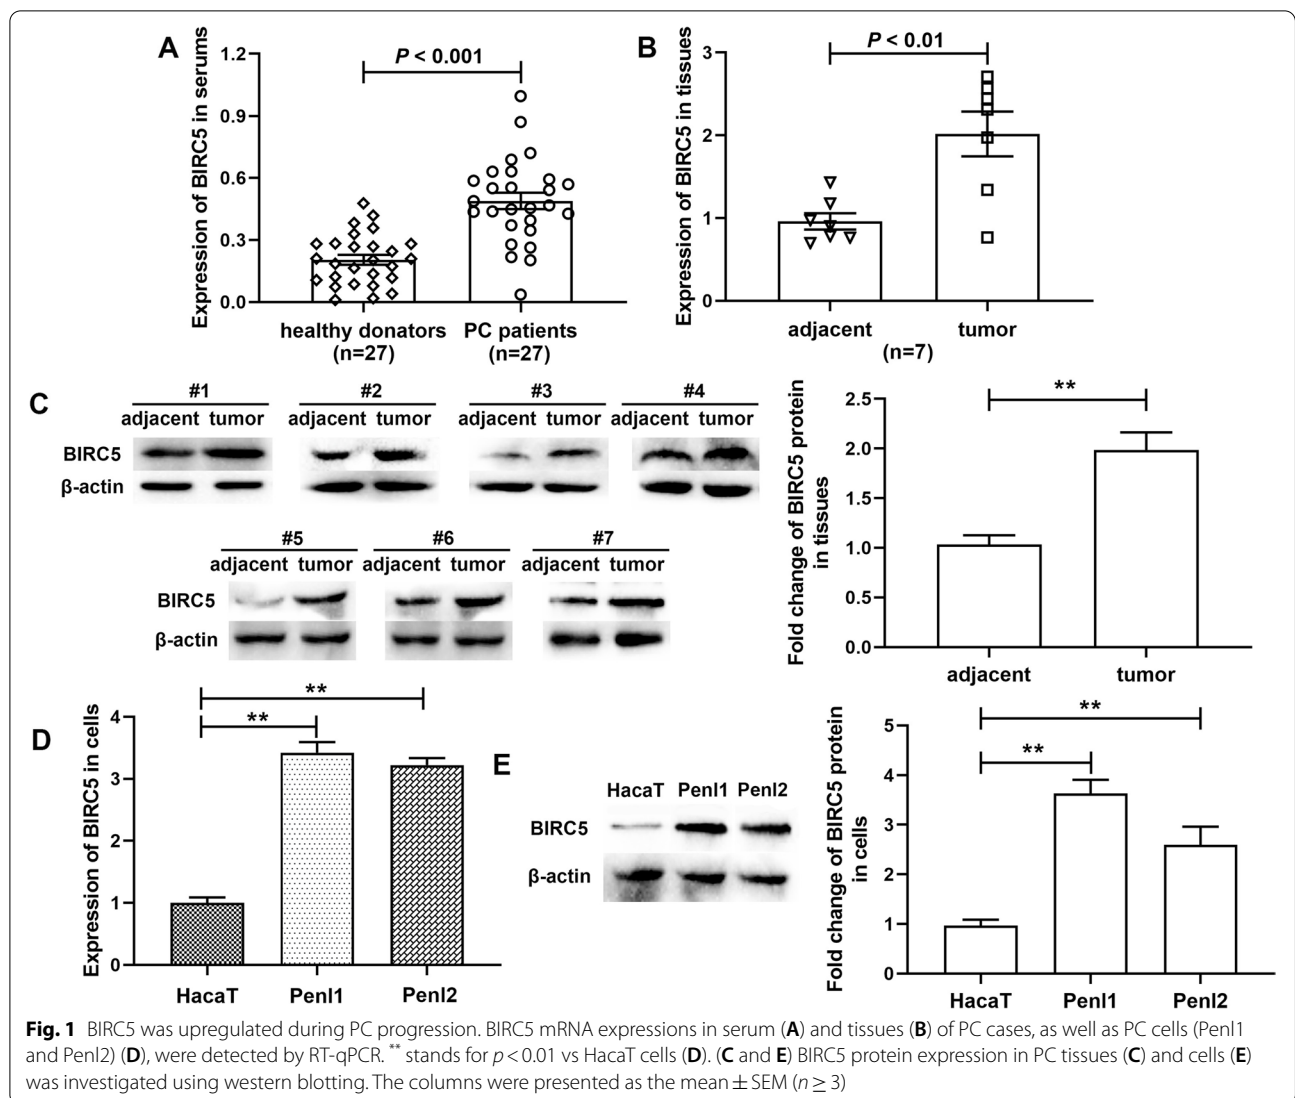 A
Expression of BIRC5 in serums
1.2
0.9
0.6
0.3
0.0
P < 0.001
healthy donators
(n=27)
PC patients
(n=27)
B
Expression of BIRC5 in tissues
3
2
1
0
P < 0.01
adjacent
tumor
(n=7)
C
#1
#2
#3
#4
adjacent tumor
adjacent tumor
adjacent tumor
adjacent tumor
BIRC5
β-actin
#5
#6
#7
adjacent tumor
adjacent tumor
adjacent tumor
BIRC5
β-actin
Fold change of BIRC5 protein
in tissues
2.5
2.0
1.5
1.0
0.5
0.0
**
adjacent
tumor
D
Expression of BIRC5 in cells
4
3
2
1
0
**
**
HacaT
Penl1
Penl2
E
HacaT Penl1 Penl2
BIRC5
β-actin
Fold change of BIRC5 protein
in cells
5
4
3
2
1
0
**
**
HacaT
Penl1
Penl2
Fig. 1 BIRC5 was upregulated during PC progression. BIRC5 mRNA expressions in serum (A) and tissues (B) of PC cases, as well as PC cells (Penl1
and Penl2) (D), were detected by RT-qPCR. ** stands for p < 0.01 vs HacaT cells (D). (C and E) BIRC5 protein expression in PC tissues (C) and cells (E)
was investigated using western blotting. The columns were presented as the mean ± SEM (n ≥ 3)